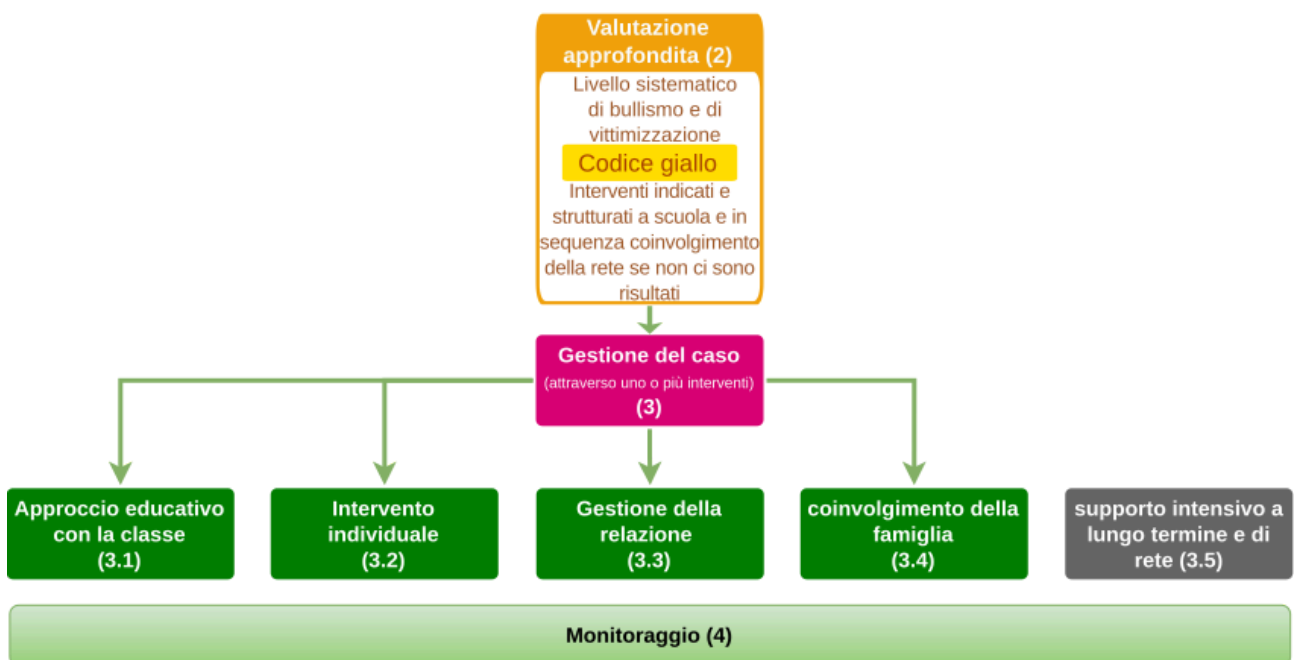 Valutazione
approfondita (2)
Livello sistematico
di bullismo e di
vittimizzazione
Codice giallo
Interventi indicati e
strutturati a scuola e in
sequenza coinvolgimento
della rete se non ci sono
risultati
Gestione del caso
(attraverso uno o più interventi)
(3)
Approccio educativo
con la classe
(3.1)
Intervento
individuale
(3.2)
Gestione della
relazione
(3.3)
coinvolgimento della
famiglia
(3.4)
supporto intensivo a
lungo termine e di
rete (3.5)
Monitoraggio (4)